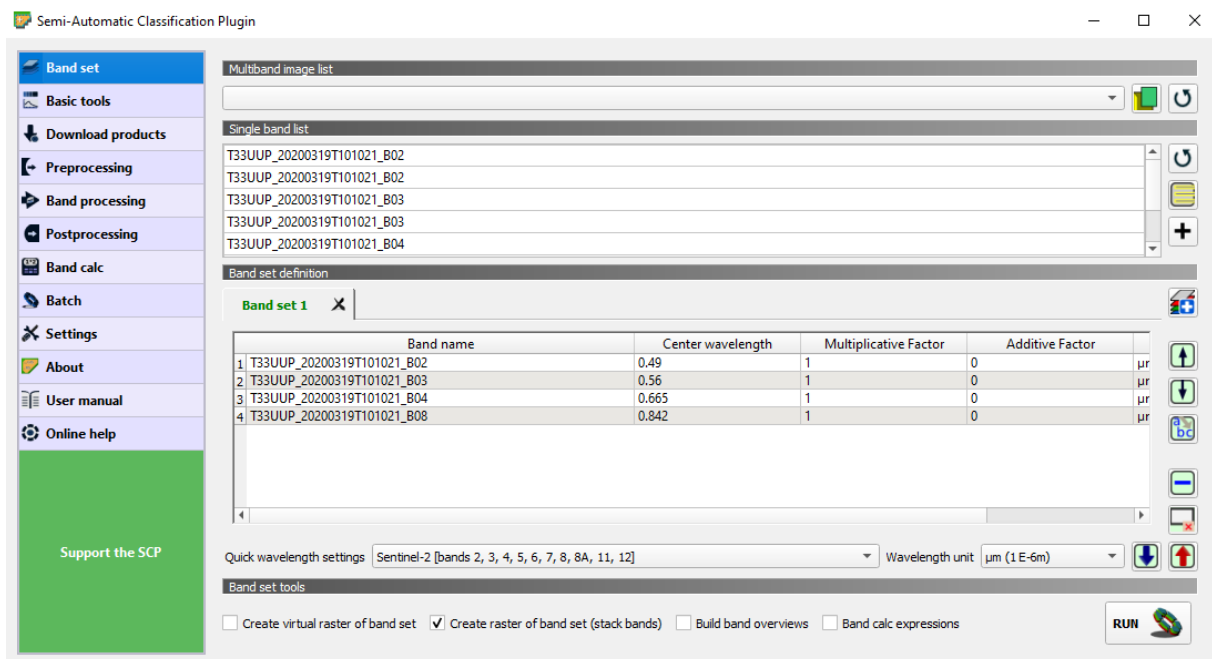 Semi-Automatic Classification Plugin
Band set
Basic tools
Download products
Preprocessing
Band processing
Postprocessing
Band calc
Batch
Settings
About
User manual
Online help
Support the SCP
Multiband image list
Single band list
T33UUP_20200319T101021_B02
T33UUP_20200319T101021_B02
T33UUP_20200319T101021_B03
T33UUP_20200319T101021_B03
T33UUP_20200319T101021_B04
Band set definition
Band set 1
Band name Center wavelength Multiplicative Factor Additive Factor
1 T33UUP_20200319T101021_B02 0.49 1 0 µr
2 T33UUP_20200319T101021_B03 0.56 1 0 µr
3 T33UUP_20200319T101021_B04 0.665 1 0 µr
4 T33UUP_20200319T101021_B08 0.842 1 0 µr
a bc
Quick wavelength settings Sentinel-2 [bands 2, 3, 4, 5, 6, 7, 8, 8A, 11, 12] Wavelength unit µm (1E-6m)
Band set tools
Create virtual raster of band set Create raster of band set (stack bands) Build band overviews Band calc expressions RUN